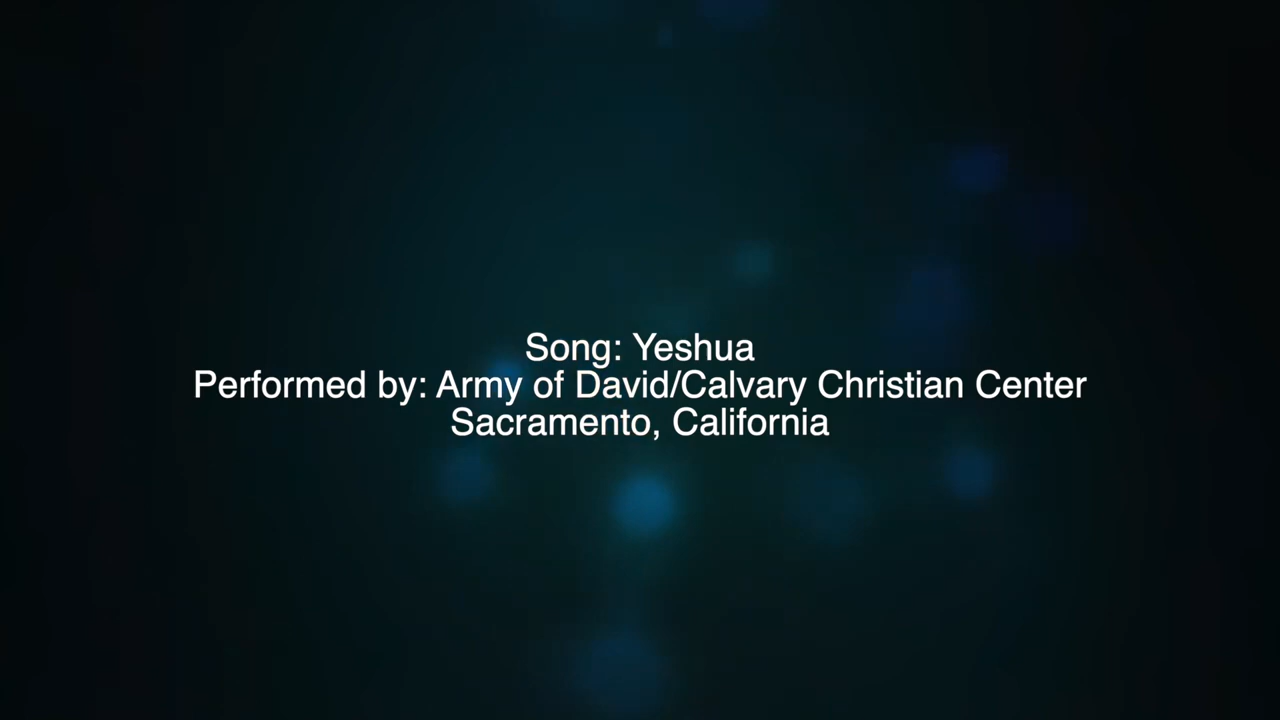 Song: Yeshua
Performed by: Army of David/Calvary Christian Center
Sacramento, California